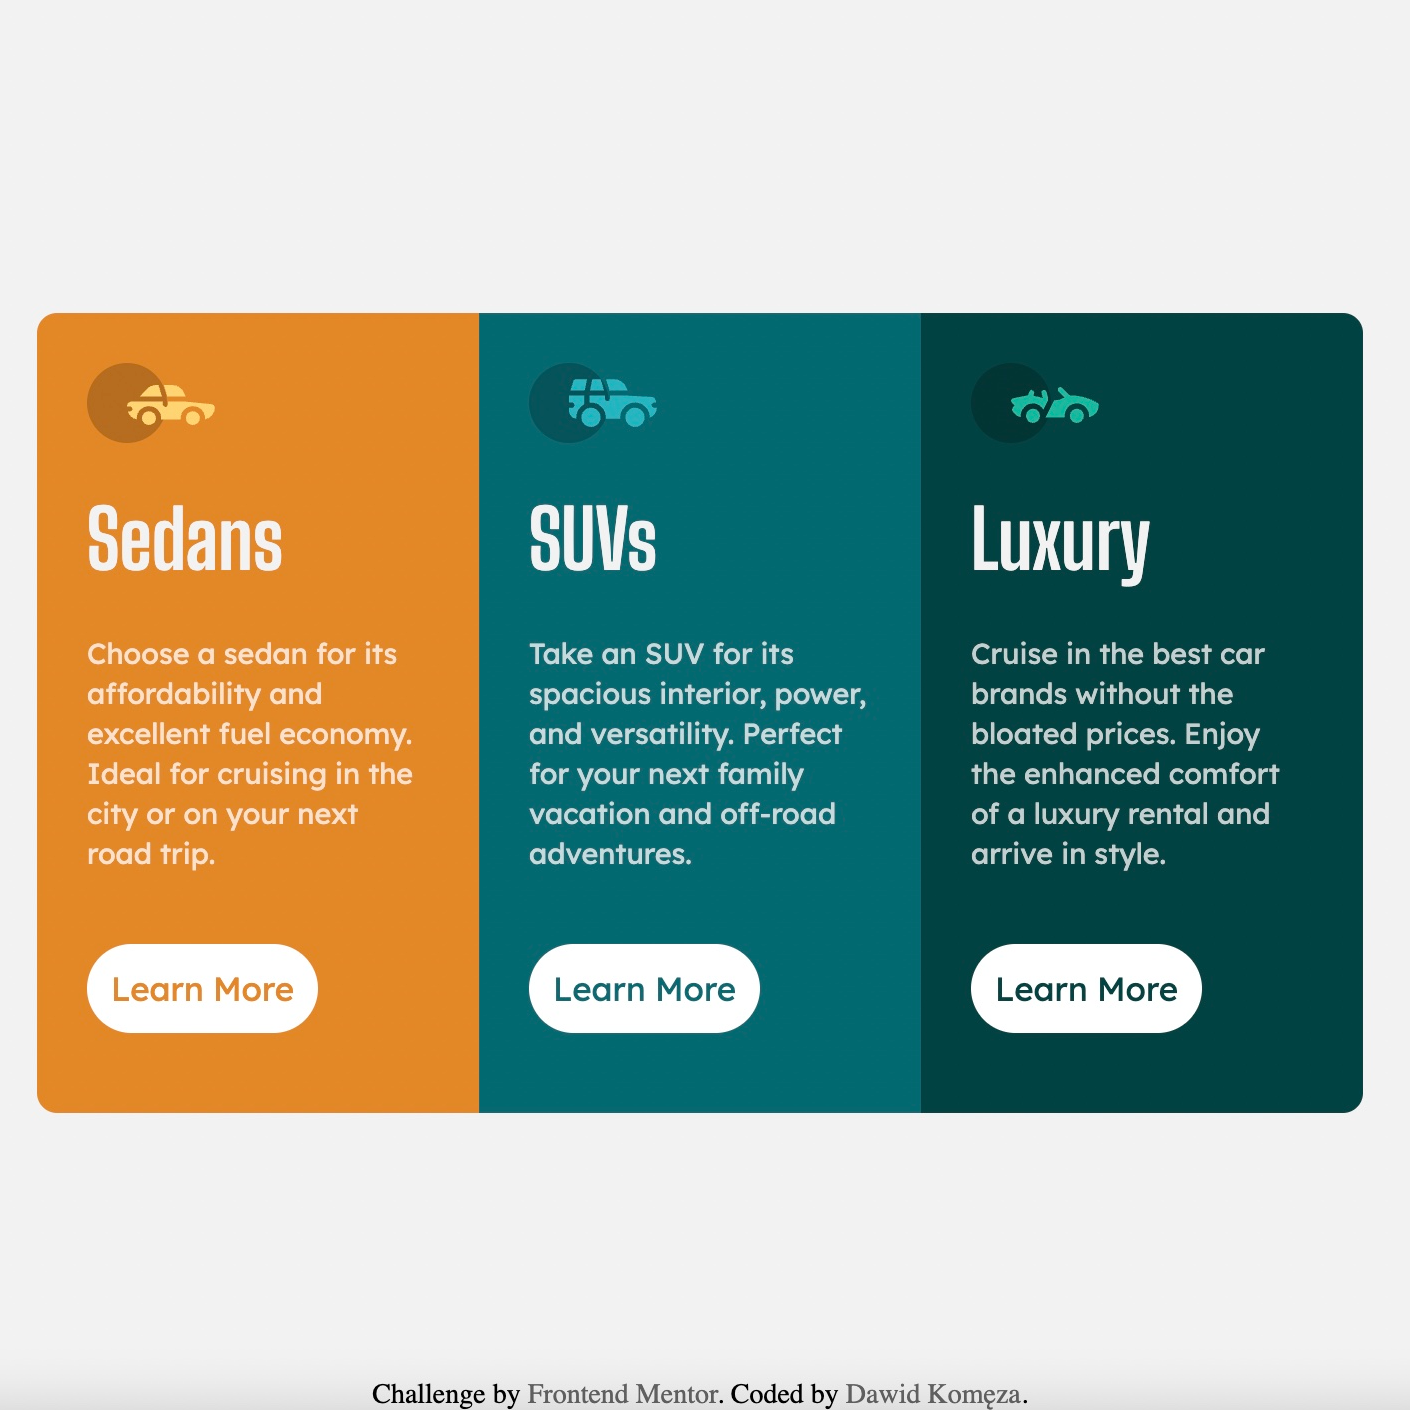 Sedans
Choose a sedan for its
affordability and
excellent fuel economy.
Ideal for cruising in the
city or on your next
road trip.
Learn More
SUVs
Take an SUV for its
spacious interior, power,
and versatility. Perfect
for your next family
vacation and off-road
adventures.
Learn More
Luxury
Cruise in the best car
brands without the
bloated prices. Enjoy
the enhanced comfort
of a luxury rental and
arrive in style.
Learn More
Challenge by Frontend Mentor. Coded by Dawid Komęza.